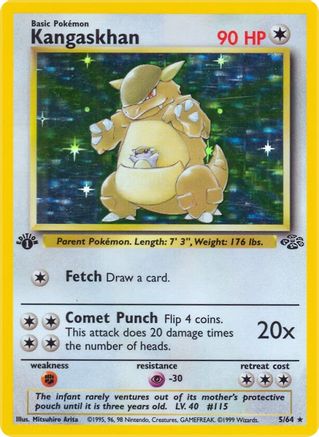 Basic Pokémon
Kangaskhan 90 HP
EDITION
1
Parent Pokémon. Length: 7' 3", Weight: 176 lbs.
Fetch Draw a card.
Comet Punch Flip 4 coins.
This attack does 20 damage times
the number of heads.
20x
weakness resistance retreat cost
-30
The infant rarely ventures out of its mother's protective
pouch until it is three years old. LV. 40 #115
Illus. Mitsuhiro Arita ©1995, 96, 98 Nintendo, Creatures, GAMEFREAK. ©1999 Wizards. 5/64 ★